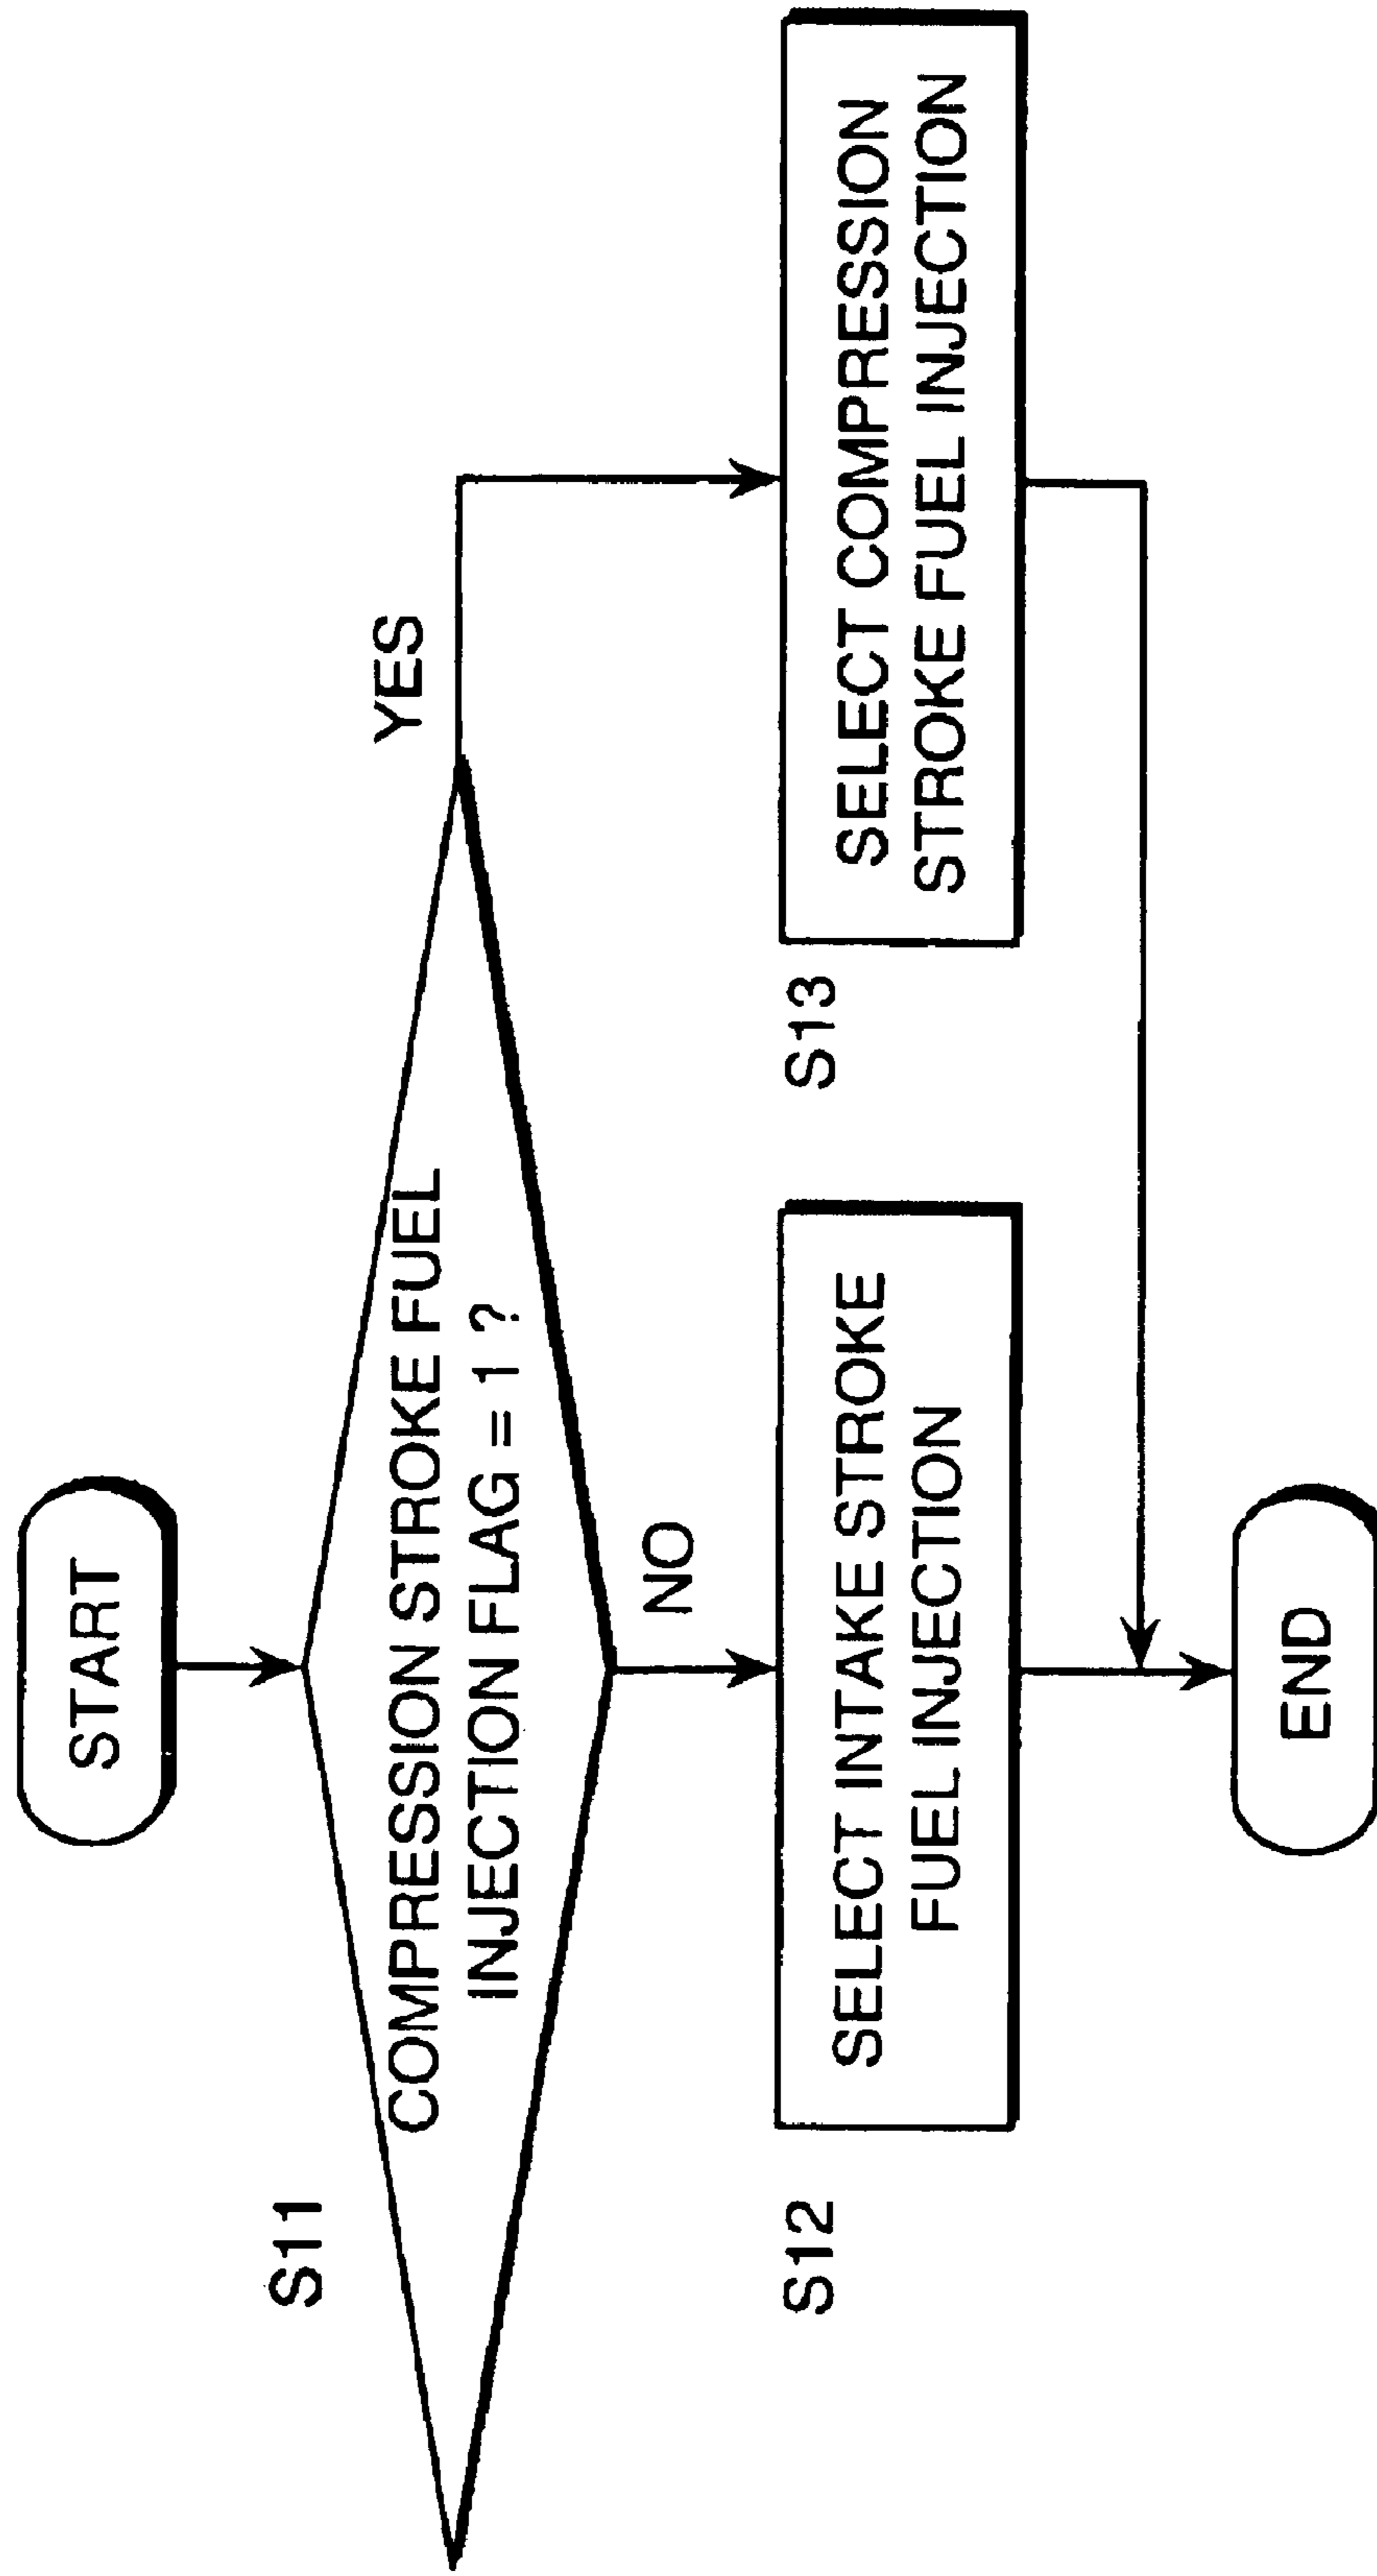 START
S11
COMPRESSION STROKE FUEL
INJECTION FLAG = 1 ?
YES
NO
S12
SELECT INTAKE STROKE
FUEL INJECTION
S13
SELECT COMPRESSION
STROKE FUEL INJECTION
END